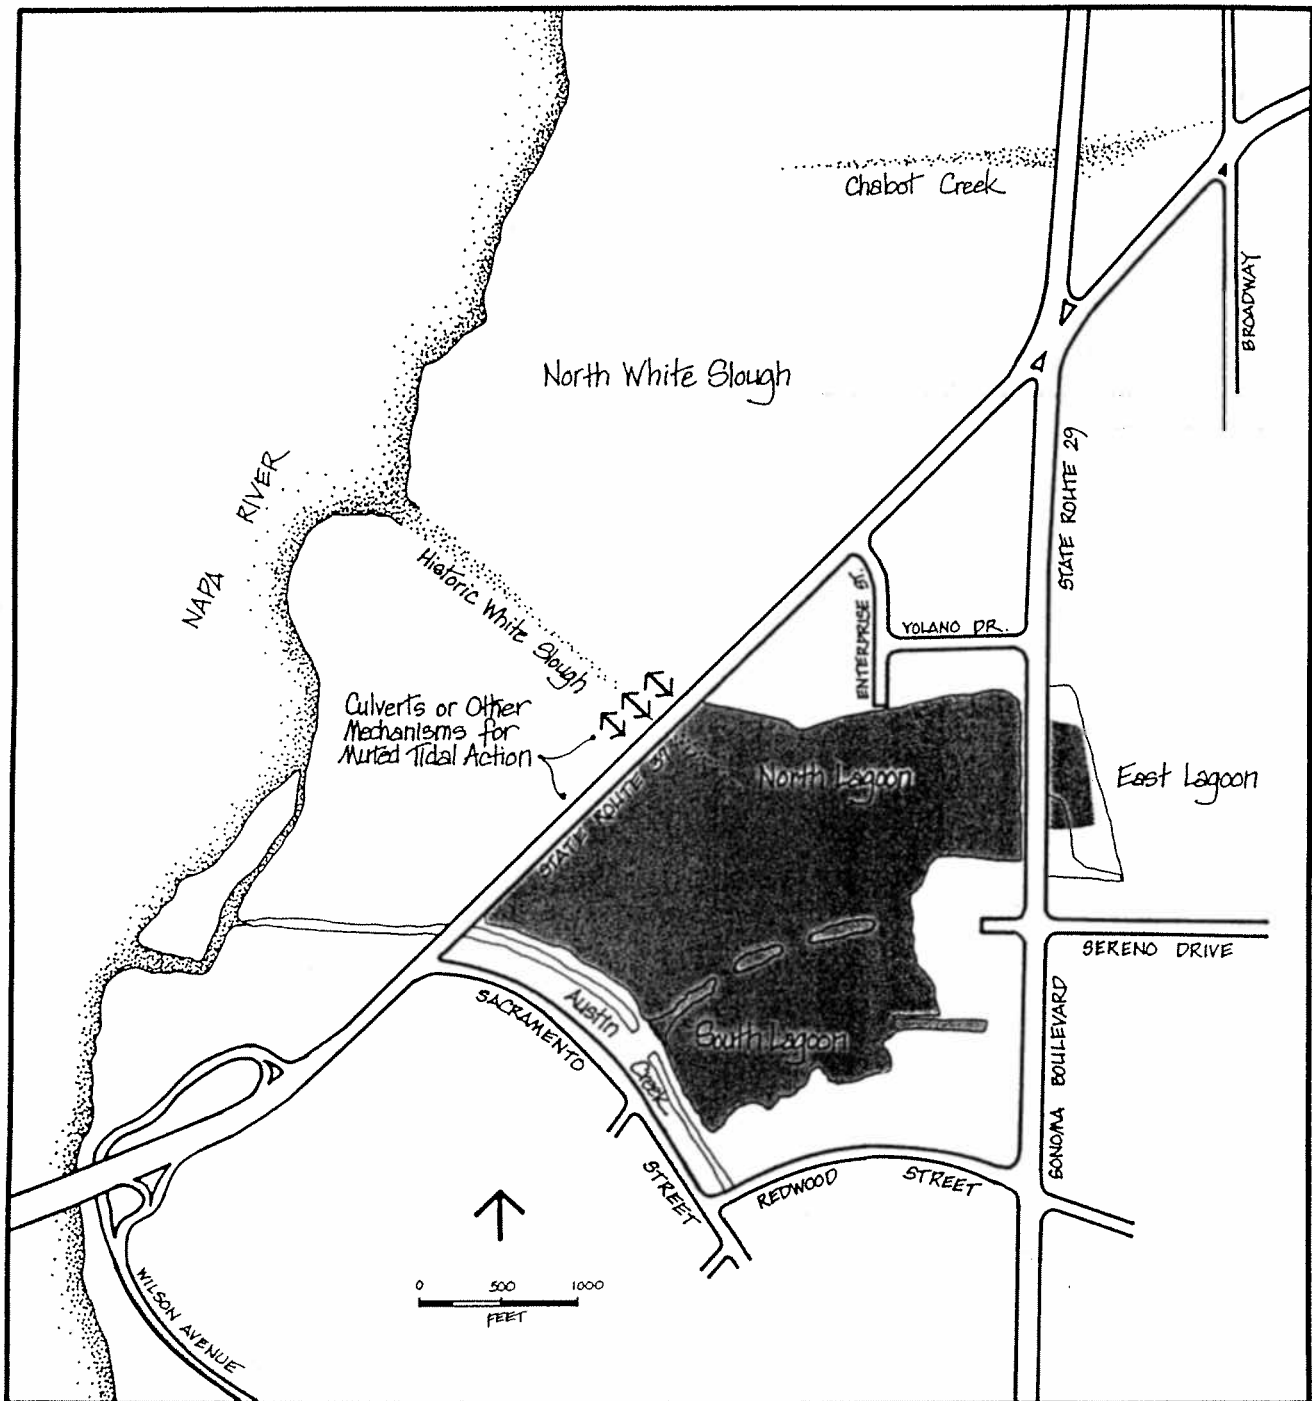 Chabot Creek
BROADWAY
North White Slough
STATE ROUTE 29
NAPA RIVER
Historic White Slough
ENTERPRISE ST.
YOLANO DR.
Culverts or Other
Mechanisms for
Muted Tidal Action
STATE ROUTE 37
North Lagoon
East Lagoon
SERENO DRIVE
Austin Creek
SACRAMENTO STREET
South Lagoon
SONOMA BOULEVARD
REDWOOD STREET
0 500 1000
FEET
WILSON AVENUE